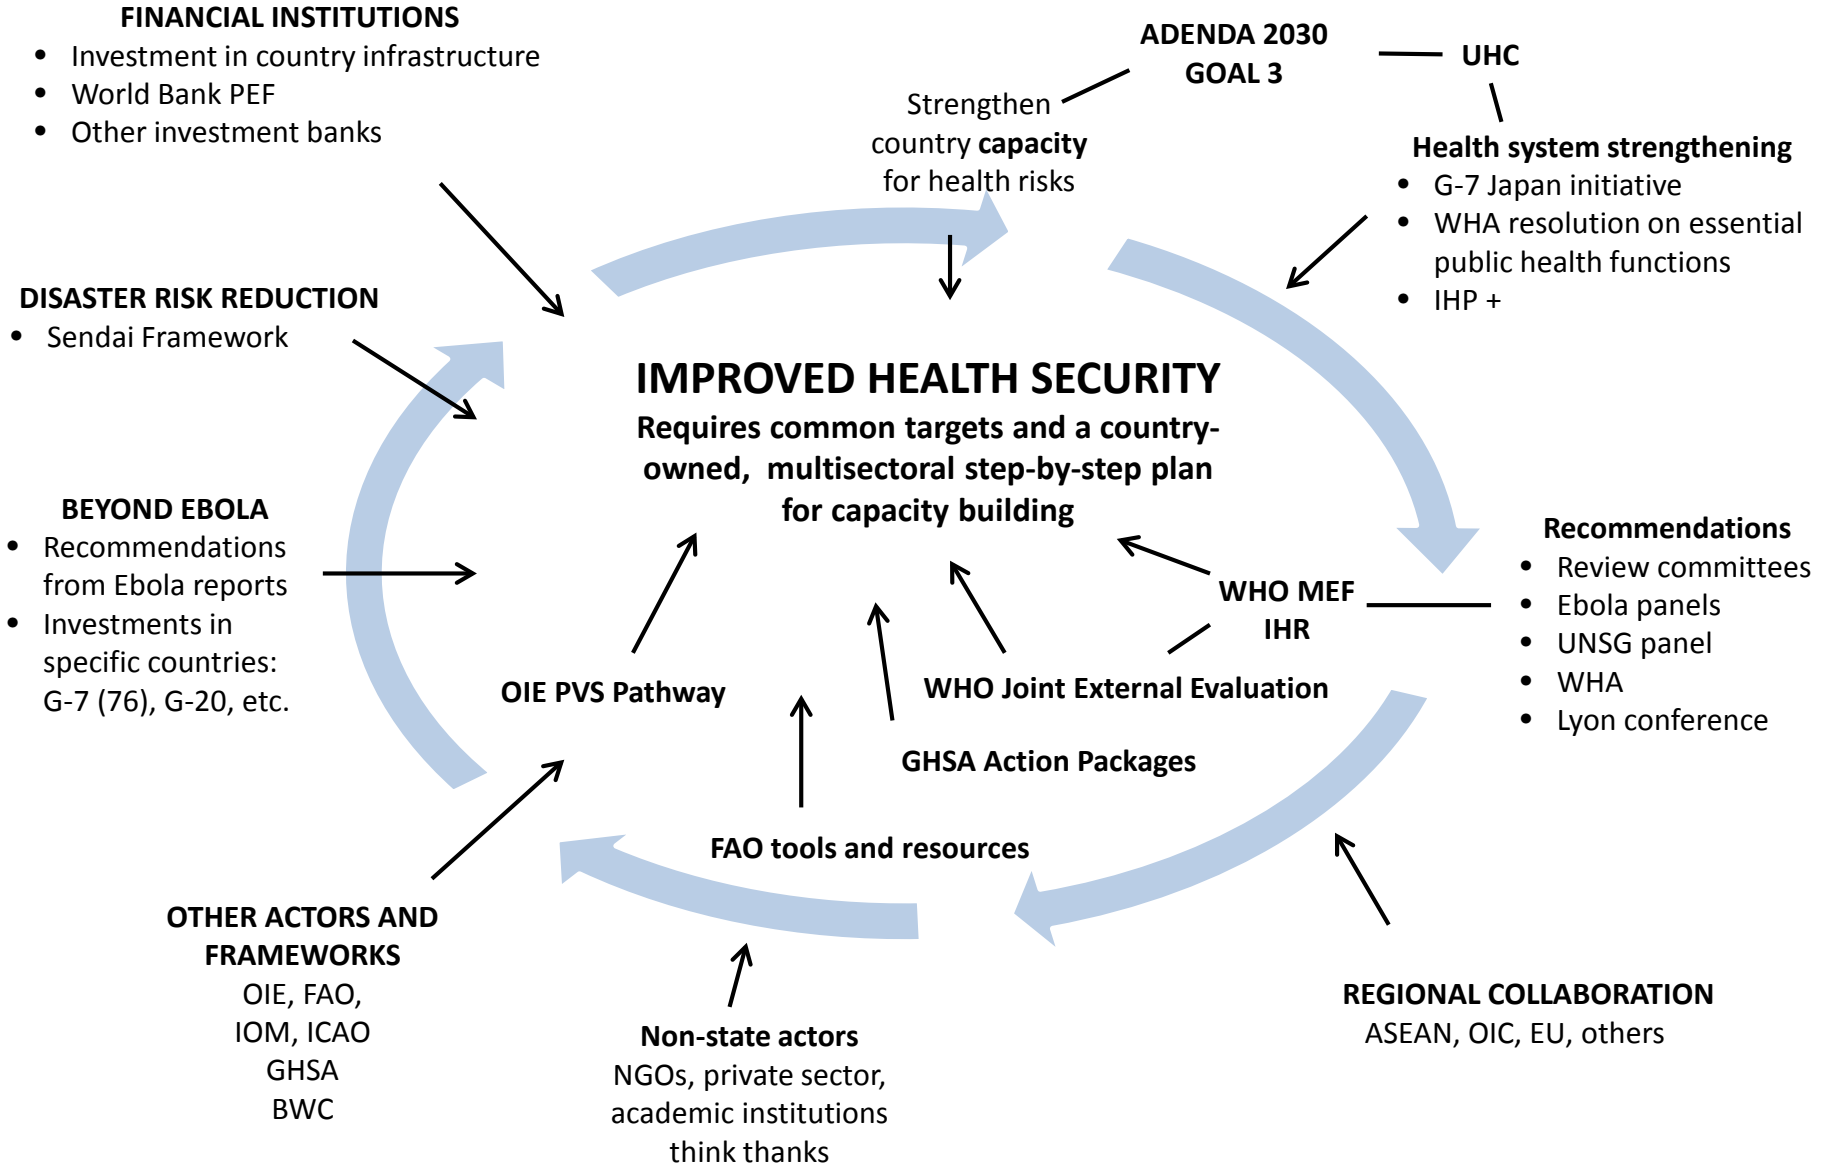 FINANCIAL INSTITUTIONS
• Investment in country infrastructure
• World Bank PEF
• Other investment banks
ADENDA 2030
GOAL 3
UHC
Strengthen
country capacity
for health risks
Health system strengthening
• G-7 Japan initiative
• WHA resolution on essential
public health functions
• IHP +
DISASTER RISK REDUCTION
• Sendai Framework
IMPROVED HEALTH SECURITY
Requires common targets and a country-
owned, multisectoral step-by-step plan
for capacity building
BEYOND EBOLA
• Recommendations
from Ebola reports
• Investments in
specific countries:
G-7 (76), G-20, etc.
Recommendations
• Review committees
• Ebola panels
• UNSG panel
• WHA
• Lyon conference
WHO MEF
IHR
OIE PVS Pathway
WHO Joint External Evaluation
GHSA Action Packages
FAO tools and resources
OTHER ACTORS AND
FRAMEWORKS
OIE, FAO,
IOM, ICAO
GHSA
BWC
Non-state actors
NGOs, private sector,
academic institutions
think thanks
REGIONAL COLLABORATION
ASEAN, OIC, EU, others